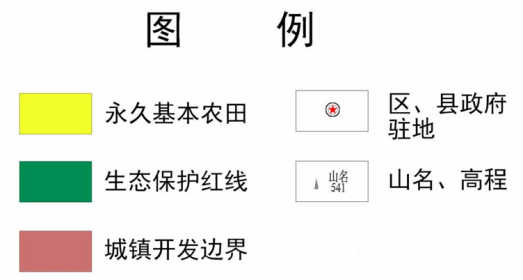 图 例
永久基本农田
区、县政府
驻地
生态保护红线
山名
541
山名、高程
城镇开发边界